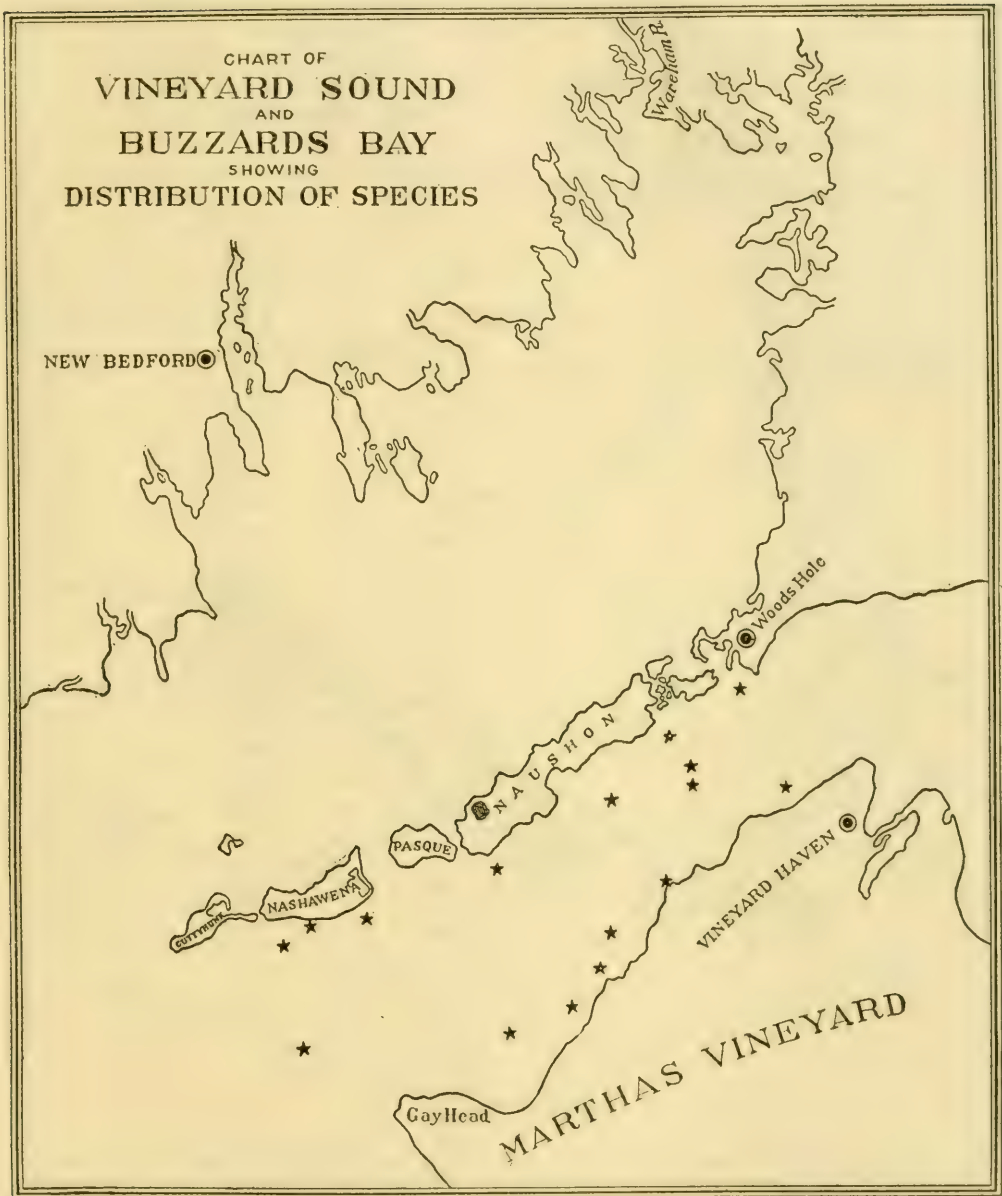 CHART OF
VINEYARD SOUND
AND
BUZZARDS BAY
SHOWING
DISTRIBUTION OF SPECIES
Wareham R.
NEW BEDFORD
Woods Hole
NAUSHON
PASQUE
NASHAWENA
CUTTYHUNK
VINEYARD HAVEN
MARTHAS VINEYARD
Gay Head